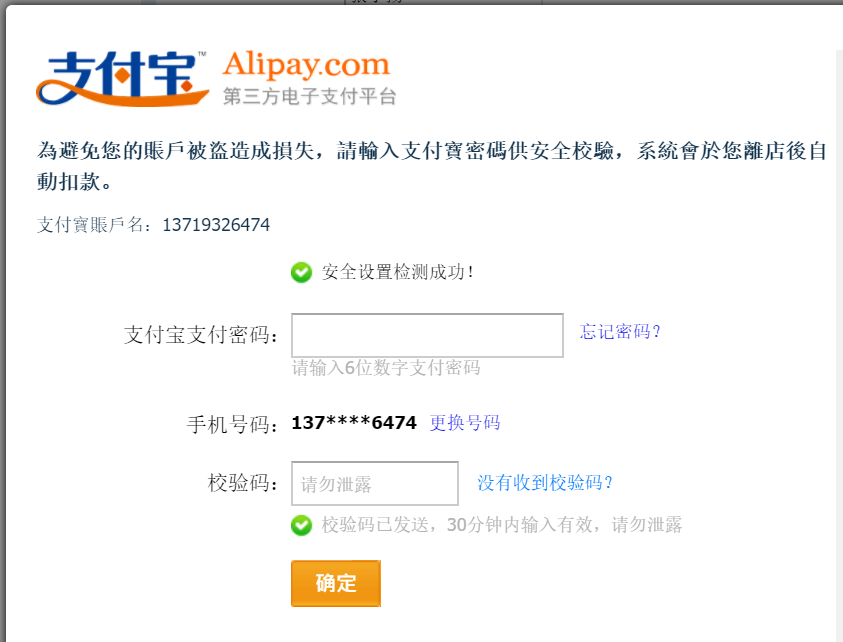 支付宝™ Alipay.com
第三方电子支付平台
為避免您的賬戶被盜造成損失，請輸入支付寶密碼供安全校驗，系統會於您離店後自
動扣款。
支付寶賬戶名：13719326474
安全设置检测成功！
支付宝支付密码： 忘记密码？
请输入6位数字支付密码
手机号码：137****6474 更换号码
校验码： 请勿泄露 没有收到校验码？
校验码已发送，30分钟内输入有效，请勿泄露
确定